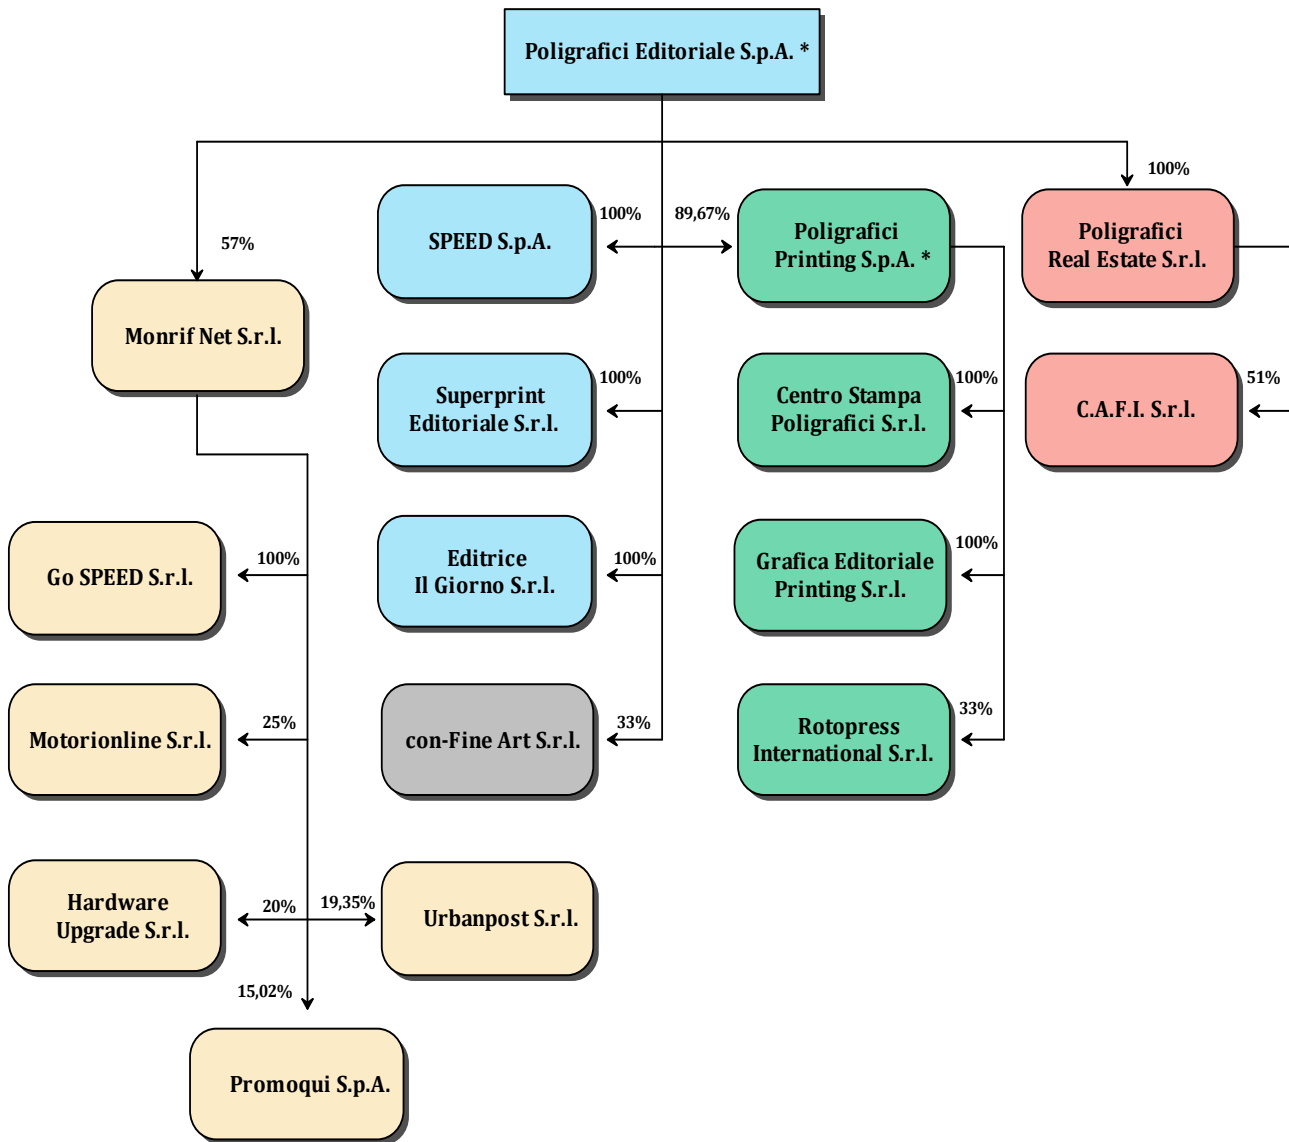 Poligrafici Editoriale S.p.A. *
57%
100%
89,67%
100%
SPEED S.p.A.
Poligrafici
Printing S.p.A. *
Poligrafici
Real Estate S.r.l.
Monrif Net S.r.l.
100%
100%
51%
Superprint
Editoriale S.r.l.
Centro Stampa
Poligrafici S.r.l.
C.A.F.I. S.r.l.
100%
100%
100%
Go SPEED S.r.l.
Editrice
Il Giorno S.r.l.
Grafica Editoriale
Printing S.r.l.
25%
33%
33%
Motorionline S.r.l.
con-Fine Art S.r.l.
Rotopress
International S.r.l.
20%
19,35%
Hardware
Upgrade S.r.l.
Urbanpost S.r.l.
15,02%
Promoqui S.p.A.